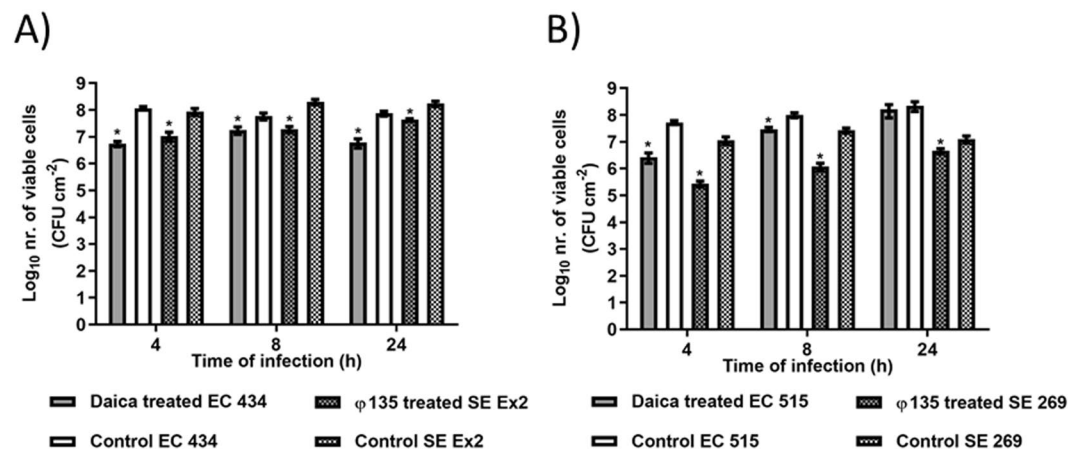 A)
B)
Log10 nr. of viable cells
(CFU cm-2)
9
8
7
6
5
4
3
2
1
0
* * * * * *
4 8 24
Time of infection (h)
Daica treated EC 434
φ135 treated SE Ex2
Control EC 434
Control SE Ex2
Log10 nr. of viable cells
(CFU cm-2)
9
8
7
6
5
4
3
2
1
0
* * * * *
4 8 24
Time of infection (h)
Daica treated EC 515
φ135 treated SE 269
Control EC 515
Control SE 269